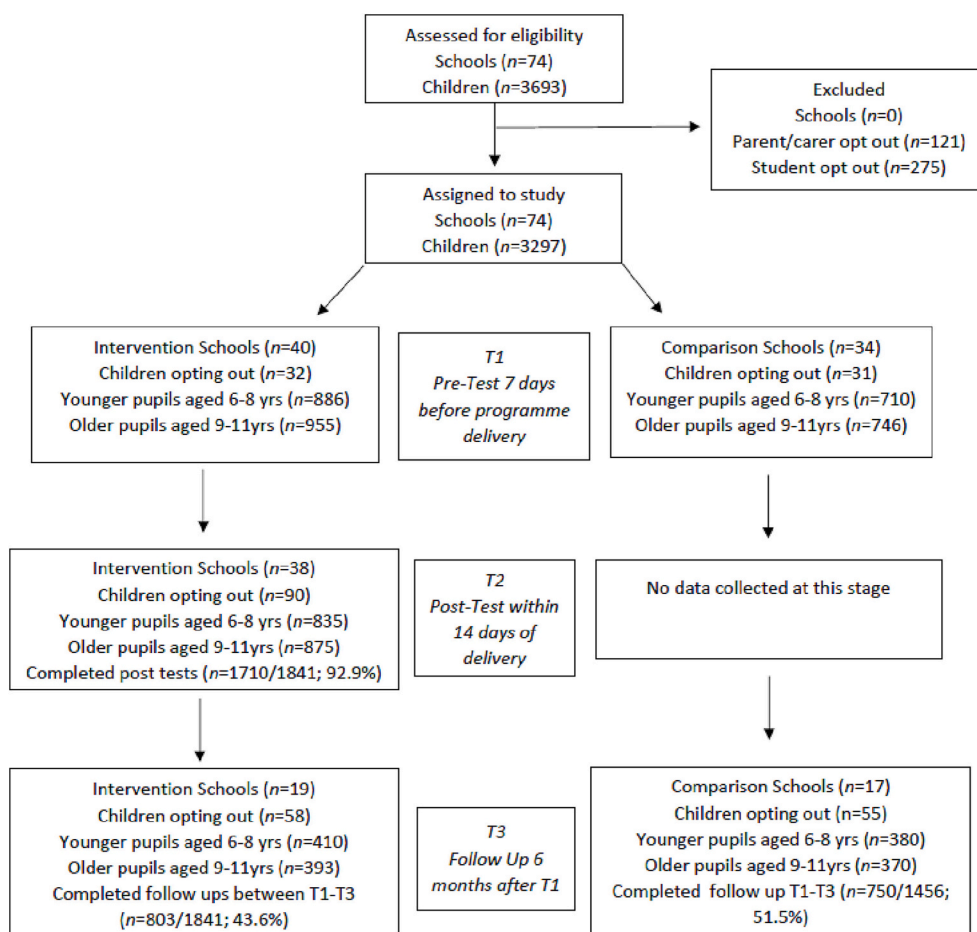 Assessed for eligibility
Schools (n=74)
Children (n=3693)
Excluded
Schools (n=0)
Parent/carer opt out (n=121)
Student opt out (n=275)
Assigned to study
Schools (n=74)
Children (n=3297)
Intervention Schools (n=40)
Children opting out (n=32)
Younger pupils aged 6-8 yrs (n=886)
Older pupils aged 9-11yrs (n=955)
T1
Pre-Test 7 days
before programme
delivery
Comparison Schools (n=34)
Children opting out (n=31)
Younger pupils aged 6-8 yrs (n=710)
Older pupils aged 9-11yrs (n=746)
Intervention Schools (n=38)
Children opting out (n=90)
Younger pupils aged 6-8 yrs (n=835)
Older pupils aged 9-11yrs (n=875)
Completed post tests (n=1710/1841; 92.9%)
T2
Post-Test within
14 days of
delivery
No data collected at this stage
Intervention Schools (n=19)
Children opting out (n=58)
Younger pupils aged 6-8 yrs (n=410)
Older pupils aged 9-11yrs (n=393)
Completed follow ups between T1-T3
(n=803/1841; 43.6%)
T3
Follow Up 6
months after T1
Comparison Schools (n=17)
Children opting out (n=55)
Younger pupils aged 6-8 yrs (n=380)
Older pupils aged 9-11yrs (n=370)
Completed follow up T1-T3 (n=750/1456;
51.5%)